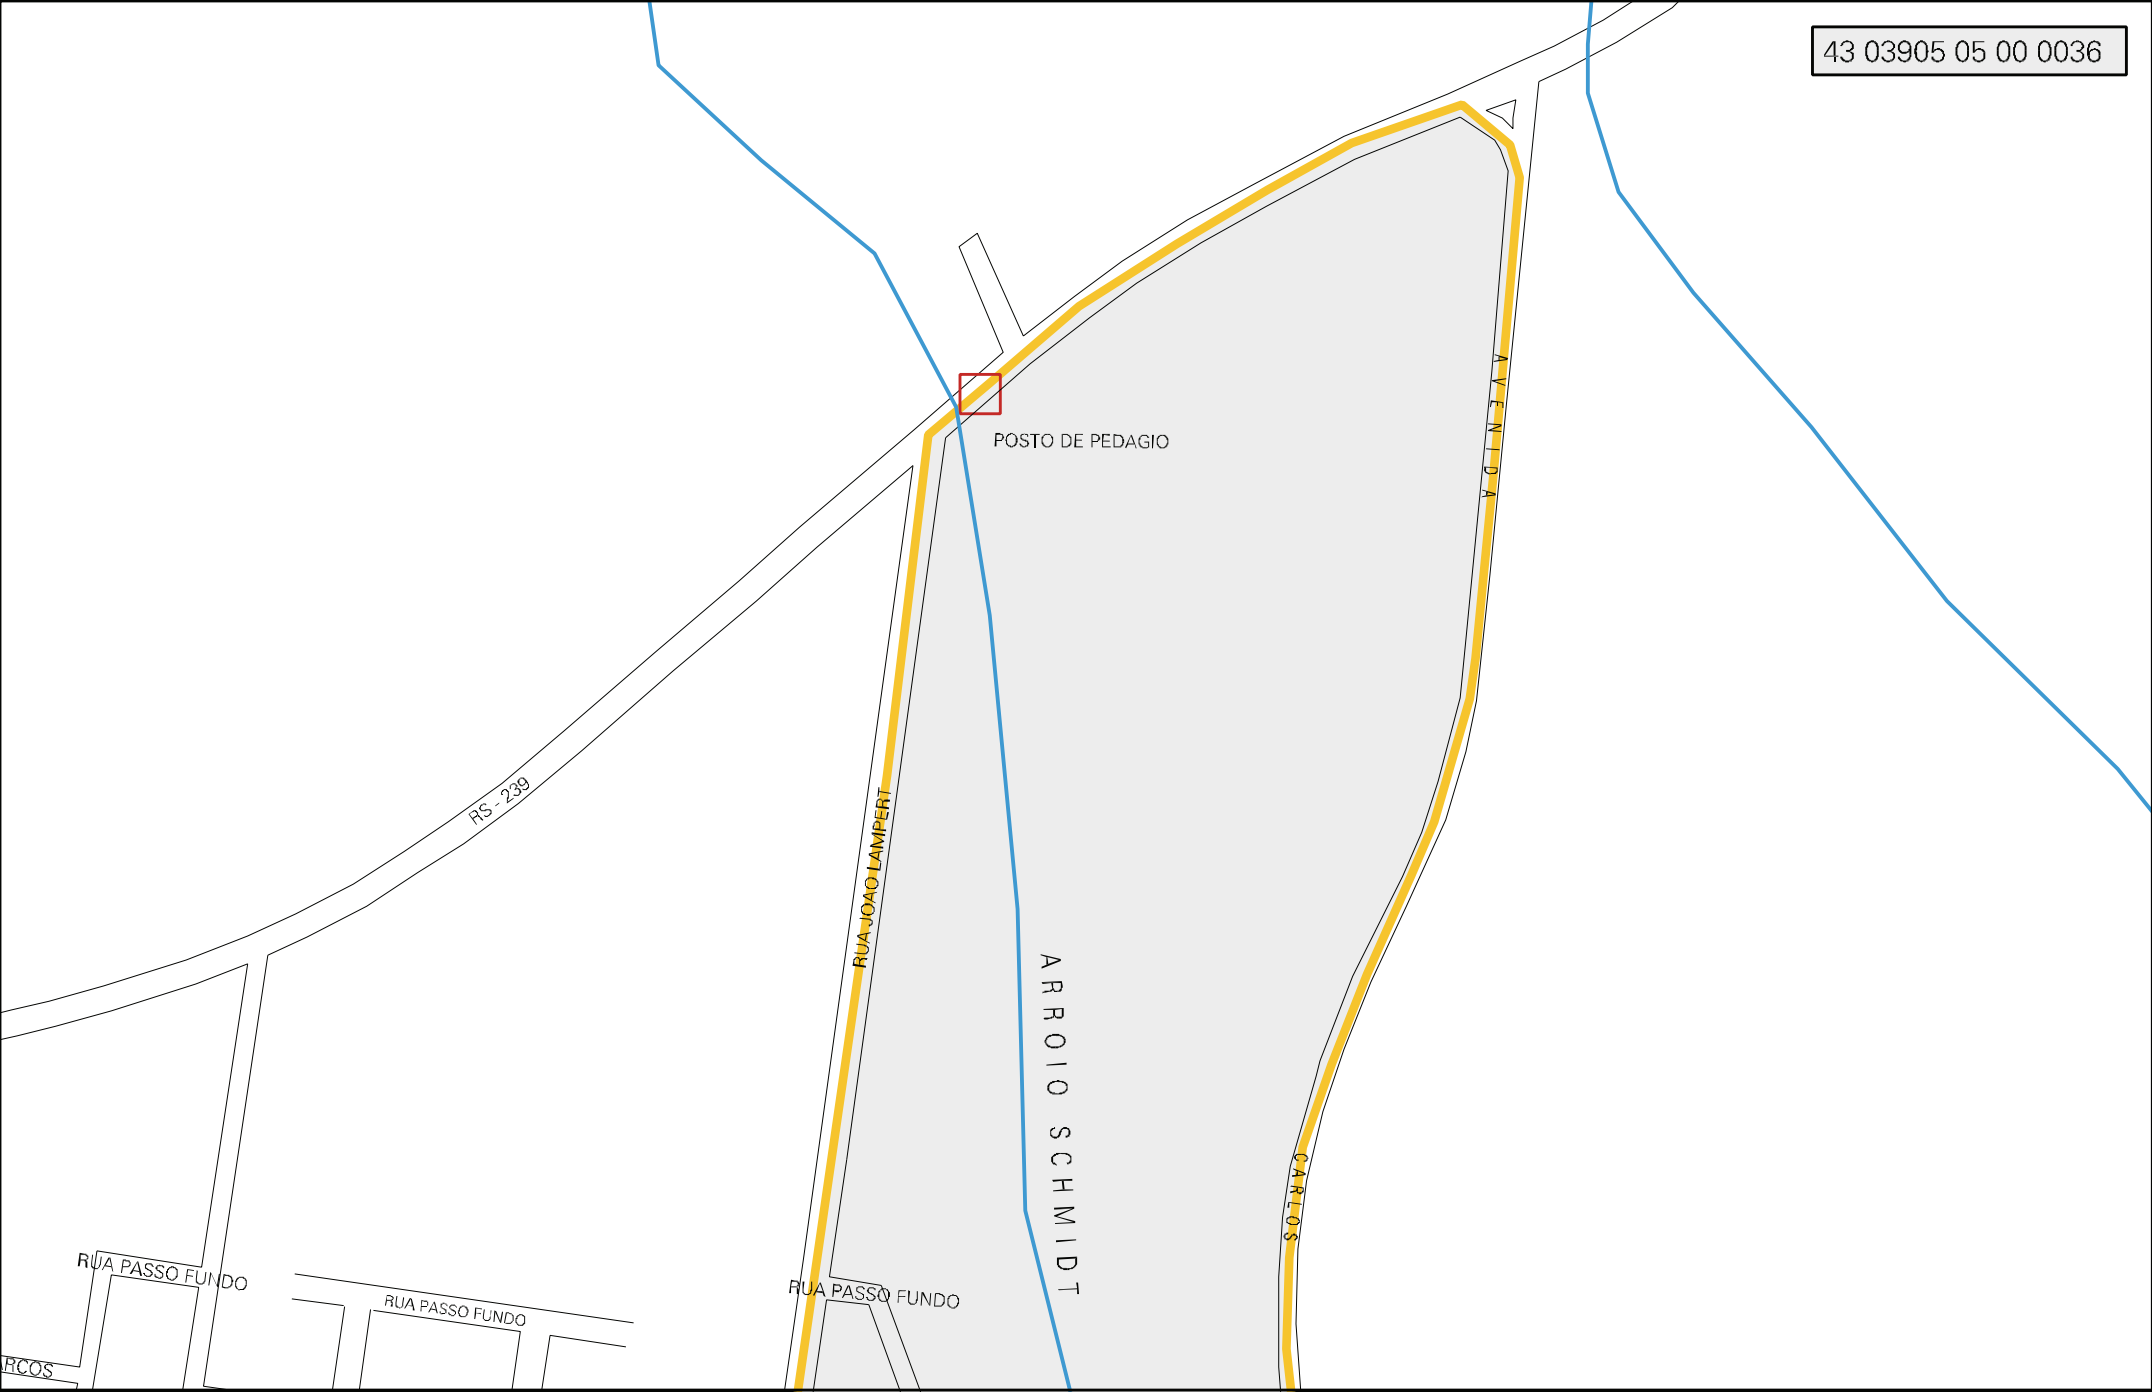 43 03905 05 00 0036
POSTO DE PEDAGIO
AVENIDA
RS - 239
RUA JOAO LAMPERT
ARROIO SCHMIDT
CARLOS
RUA PASSO FUNDO
RUA PASSO FUNDO
RUA PASSO FUNDO
ARCOS